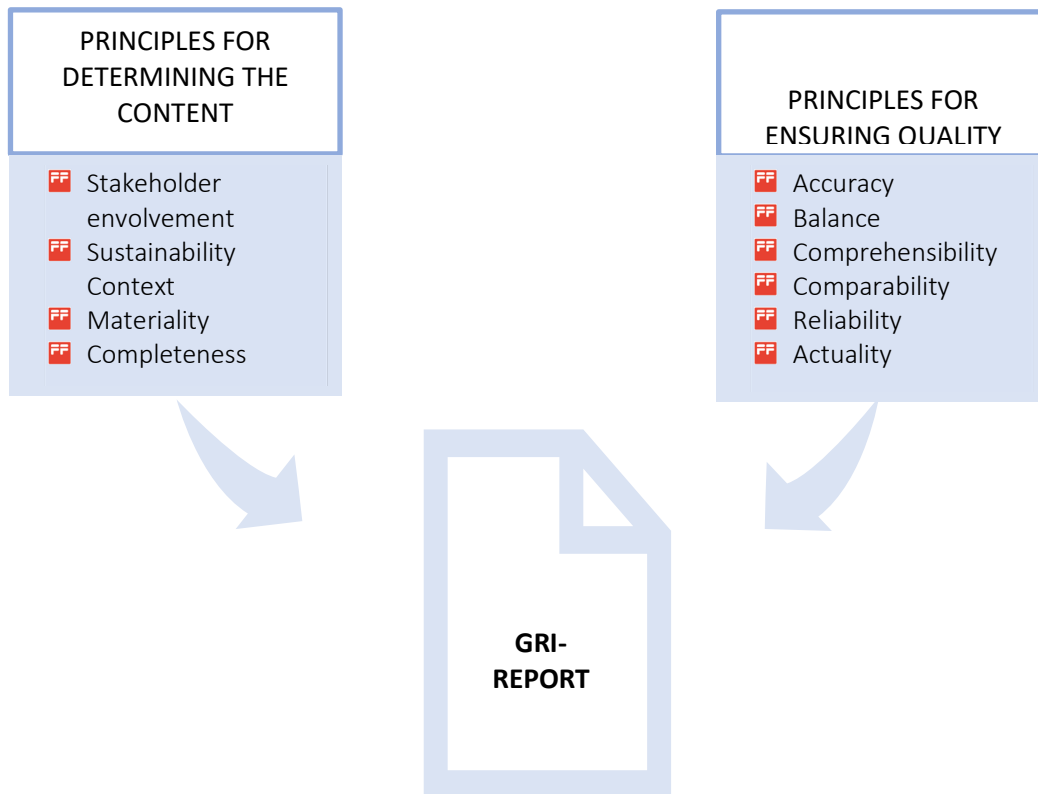 PRINCIPLES FOR
DETERMINING THE
CONTENT
Stakeholder
envolvement
Sustainability
Context
Materiality
Completeness
PRINCIPLES FOR
ENSURING QUALITY
Accuracy
Balance
Comprehensibility
Comparability
Reliability
Actuality
GRI-
REPORT